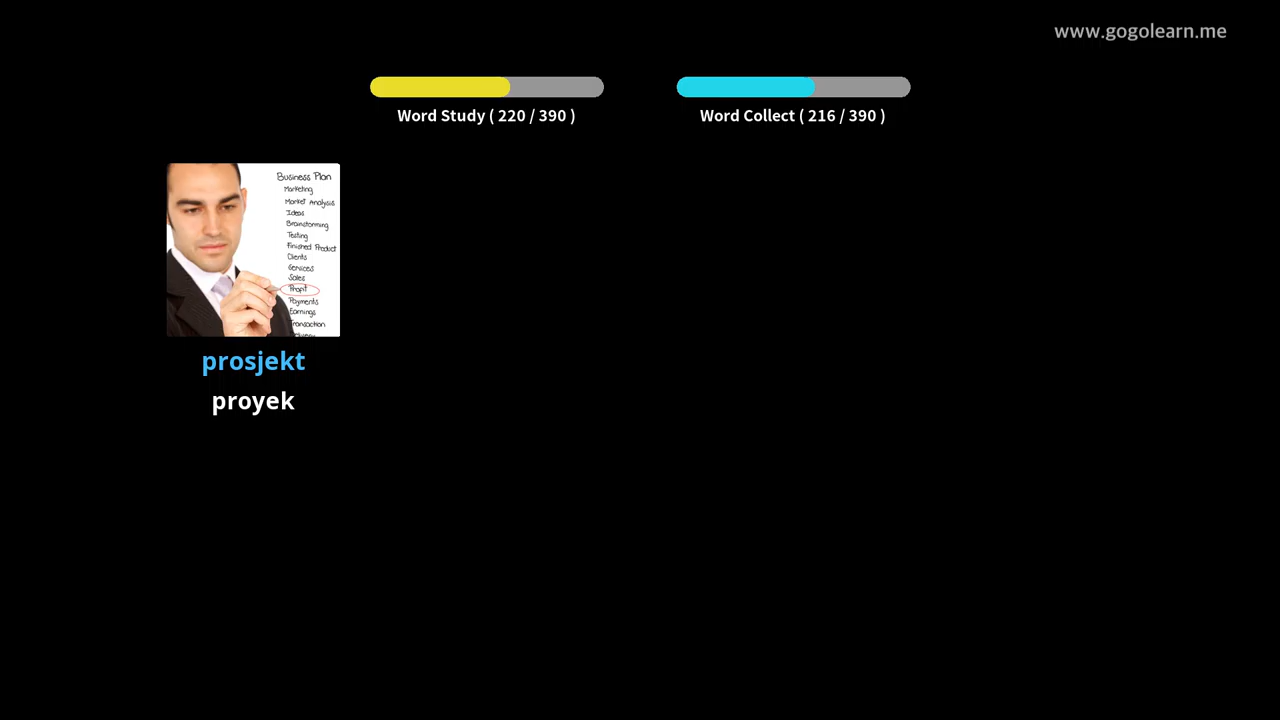 www.gogolearn.me
Word Study ( 220 / 390 )
Word Collect ( 216 / 390 )
Business Plan
Marketing
Market Analysis
Ideas
Brainstorming
Testing
Finished Product
Clients
Services
Sales
Profit
Payments
Earnings
Transaction
Delivery
prosjekt
proyek